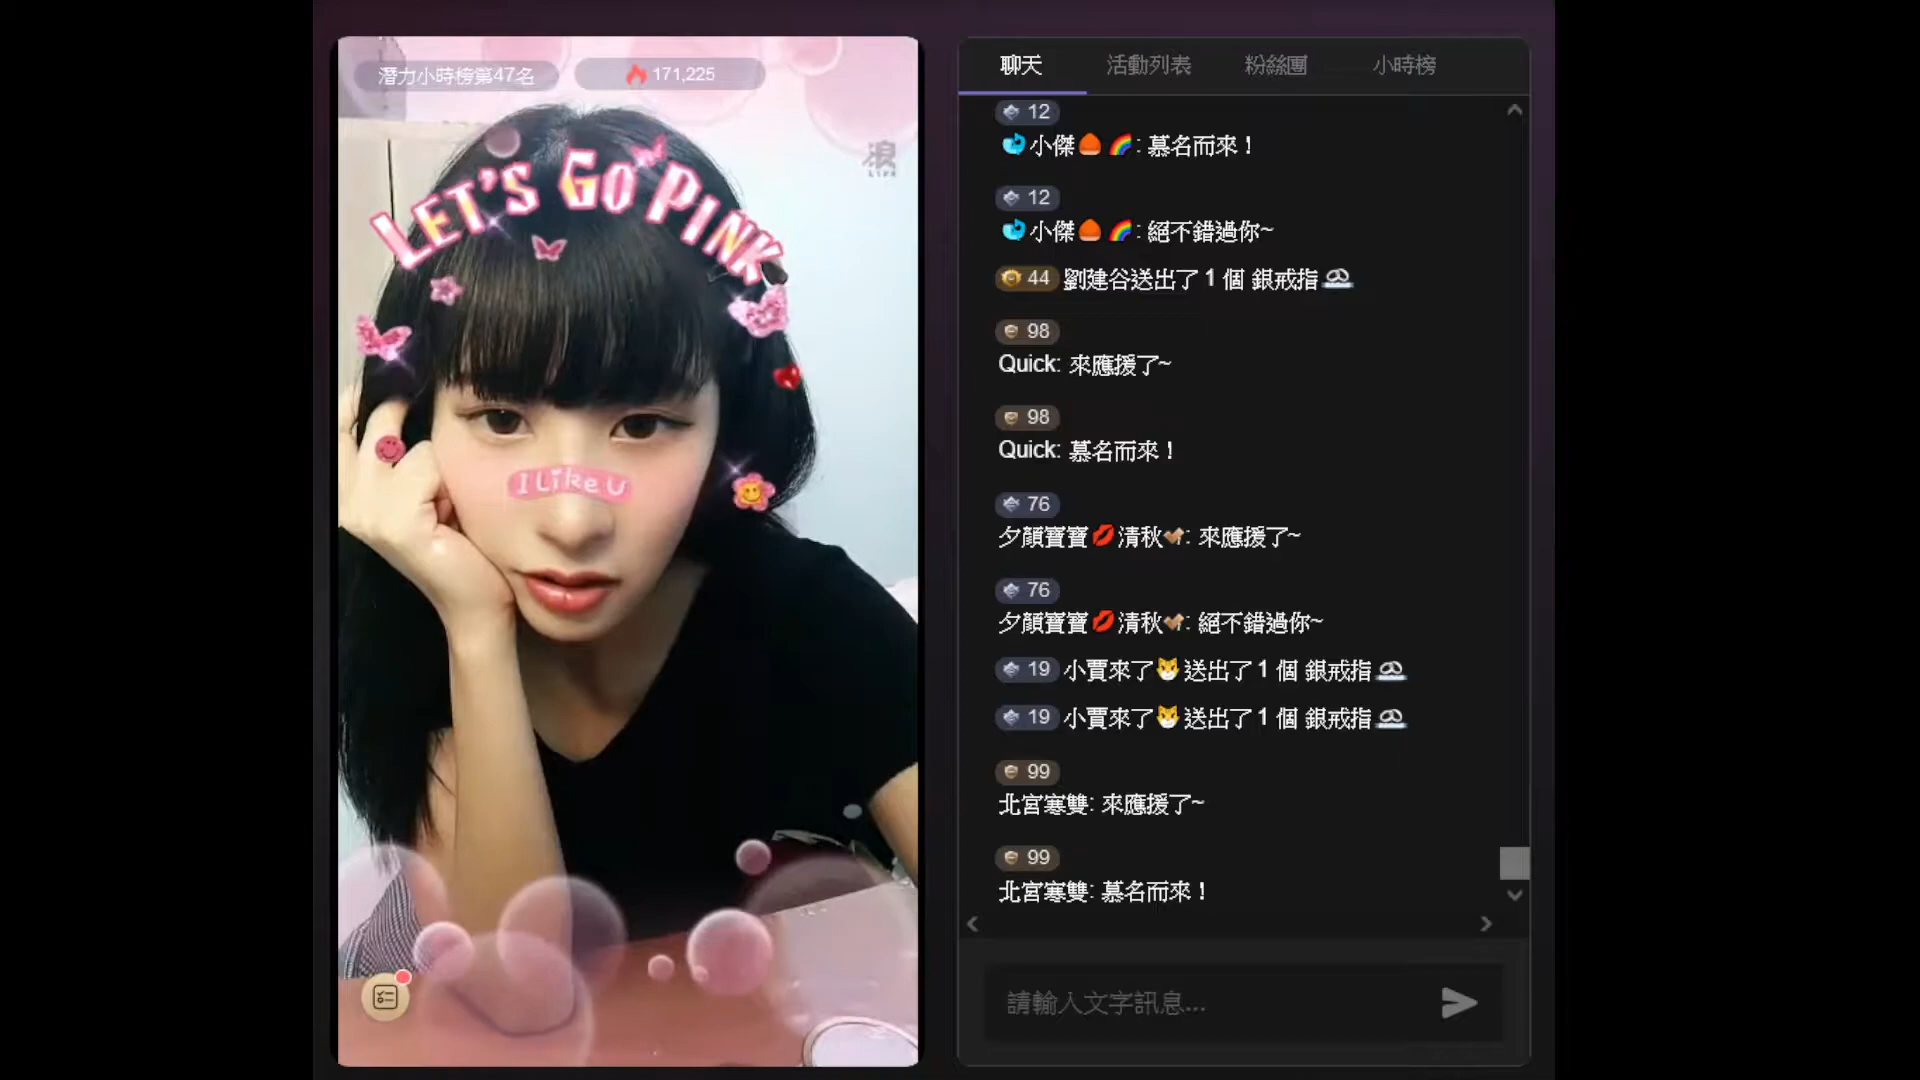 潛力小時榜第47名
171,225
浪
LIVE
LET'S GO PINK
I Like U
聊天
活動列表
粉絲團
小時榜
12
小傑: 慕名而來！
12
小傑: 絕不錯過你~
44 劉建谷送出了 1 個 銀戒指
98
Quick: 來應援了~
98
Quick: 慕名而來！
76
夕顏寶寶💋清秋: 來應援了~
76
夕顏寶寶💋清秋: 絕不錯過你~
19 小賈來了🐯送出了 1 個 銀戒指
19 小賈來了🐯送出了 1 個 銀戒指
99
北宮寒雙: 來應援了~
99
北宮寒雙: 慕名而來！
請輸入文字訊息...